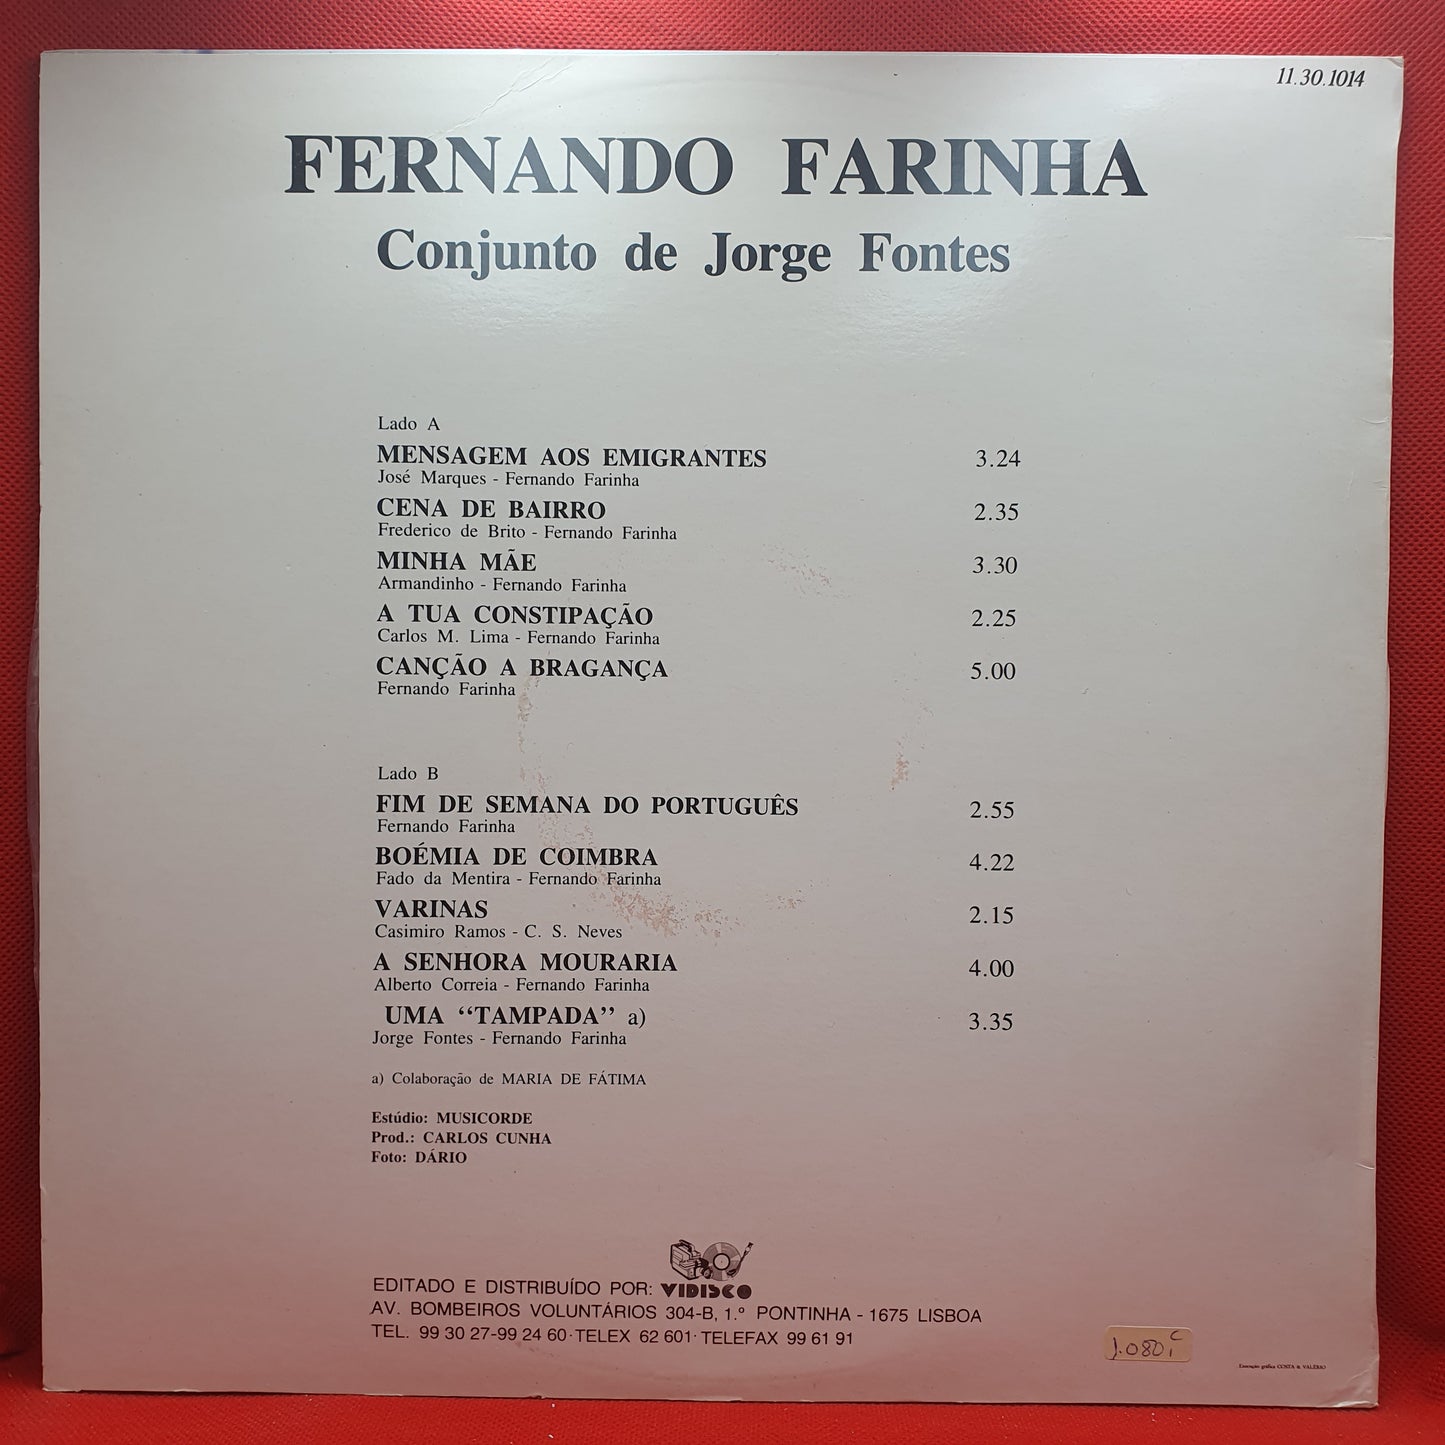 11.30.1014
FERNANDO FARINHA
Conjunto de Jorge Fontes
Lado A
MENSAGEM AOS EMIGRANTES 3.24
José Marques - Fernando Farinha
CENA DE BAIRRO 2.35
Frederico de Brito - Fernando Farinha
MINHA MÃE 3.30
Armandinho - Fernando Farinha
A TUA CONSTIPAÇÃO 2.25
Carlos M. Lima - Fernando Farinha
CANÇÃO A BRAGANÇA 5.00
Fernando Farinha
Lado B
FIM DE SEMANA DO PORTUGUÊS 2.55
Fernando Farinha
BOÉMIA DE COIMBRA 4.22
Fado da Mentira - Fernando Farinha
VARINAS 2.15
Casimiro Ramos - C. S. Neves
A SENHORA MOURARIA 4.00
Alberto Correia - Fernando Farinha
UMA “TAMPADA” a) 3.35
Jorge Fontes - Fernando Farinha
a) Colaboração de MARIA DE FÁTIMA
Estúdio: MUSICORDE
Prod.: CARLOS CUNHA
Foto: DÁRIO
EDITADO E DISTRIBUÍDO POR: VIDISCO
AV. BOMBEIROS VOLUNTÁRIOS 304-B, 1.º PONTINHA - 1675 LISBOA
TEL. 99 30 27-99 24 60·TELEX 62 601·TELEFAX 99 61 91
Execução gráfica COSTA & VALÉRIO